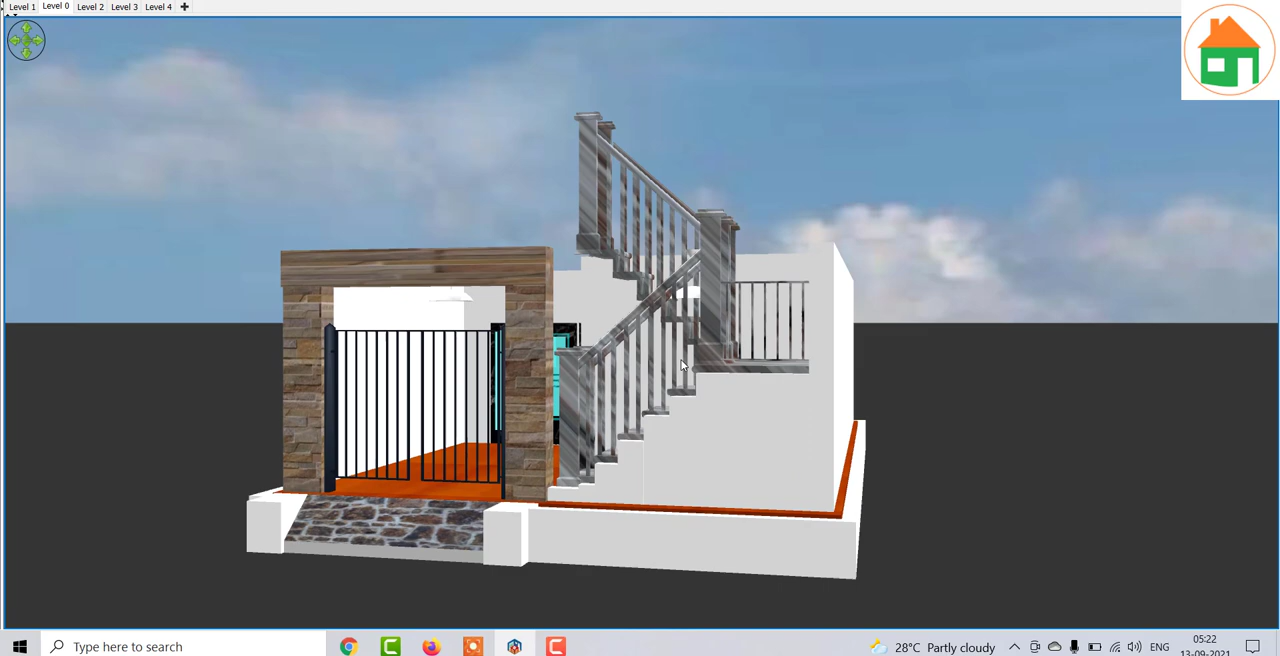 Level 1 Level 0 Level 2 Level 3 Level 4
Type here to search
28°C Partly cloudy
ENG
05:22
13-09-2021